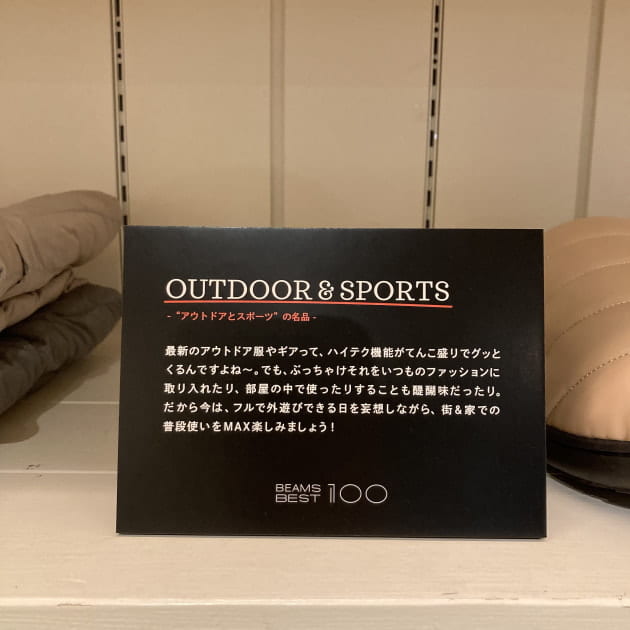 OUTDOOR & SPORTS
- “アウトドアとスポーツ” の名品 -
最新のアウトドア服やギアって、ハイテク機能がてんこ盛りでグッと
くるんですよね〜。でも、ぶっちゃけそれをいつものファッションに
取り入れたり、部屋の中で使ったりすることも醍醐味だったり。
だから今は、フルで外遊びできる日を妄想しながら、街&家での
普段使いをMAX楽しみましょう！
BEAMS
BEST 100